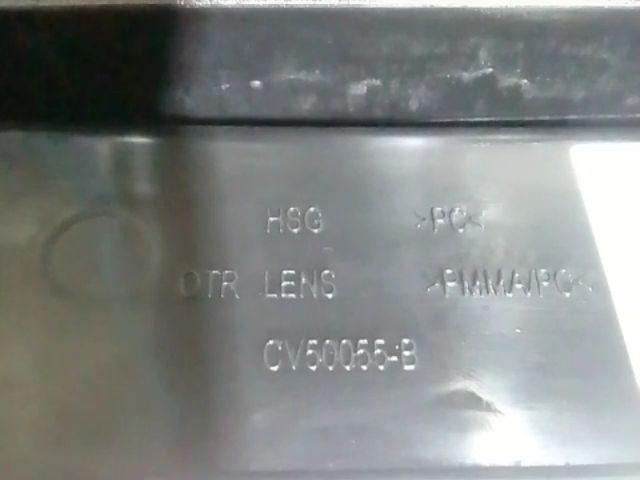 HSG >PC<
OTR LENS >PMMA/PC<
CV50055-B